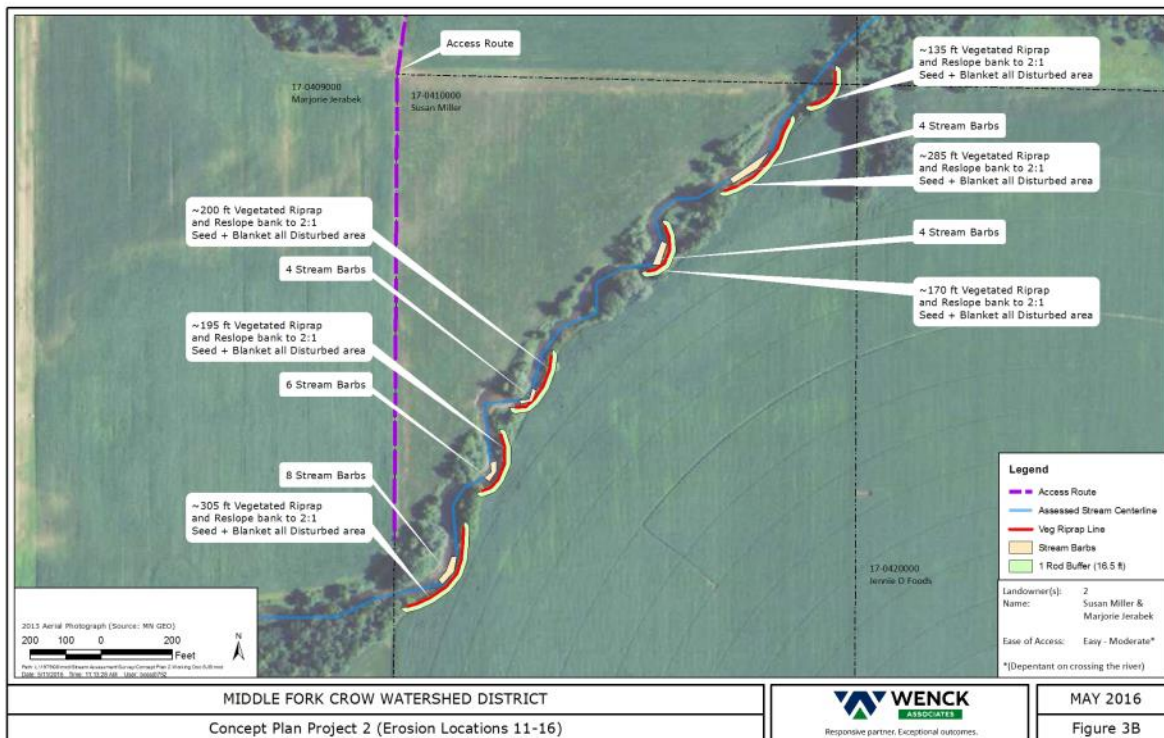 Access Route
17-0409000
Marjorie Jerabek
17-0410000
Susan Miller
~135 ft Vegetated Riprap
and Reslope bank to 2:1
Seed + Blanket all Disturbed area
4 Stream Barbs
~285 ft Vegetated Riprap
and Reslope bank to 2:1
Seed + Blanket all Disturbed area
4 Stream Barbs
~170 ft Vegetated Riprap
and Reslope bank to 2:1
Seed + Blanket all Disturbed area
~200 ft Vegetated Riprap
and Reslope bank to 2:1
Seed + Blanket all Disturbed area
4 Stream Barbs
~195 ft Vegetated Riprap
and Reslope bank to 2:1
Seed + Blanket all Disturbed area
6 Stream Barbs
8 Stream Barbs
~305 ft Vegetated Riprap
and Reslope bank to 2:1
Seed + Blanket all Disturbed area
17-0420000
Jennie O Foods
Legend
Access Route
Assessed Stream Centerline
Veg Riprap Line
Stream Barbs
1 Rod Buffer (16.5 ft)
Landowner(s): 2
Name: Susan Miller &
Marjorie Jerabek
Ease of Access: Easy - Moderate*
*(Dependant on crossing the river)
2013 Aerial Photograph (Source: MN GEO)
200 100 0 200
Feet
N
MIDDLE FORK CROW WATERSHED DISTRICT
Concept Plan Project 2 (Erosion Locations 11-16)
WENCK
ASSOCIATES
Responsive partner. Exceptional outcomes.
MAY 2016
Figure 3B